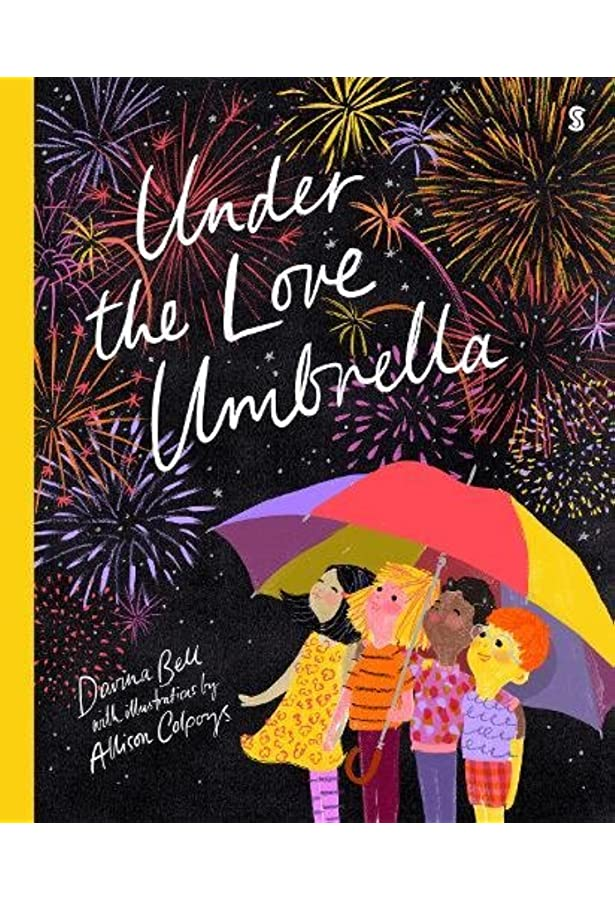 Under
the Love
Umbrella
Davina Bell
with illustrations by
Allison Colpoys
S